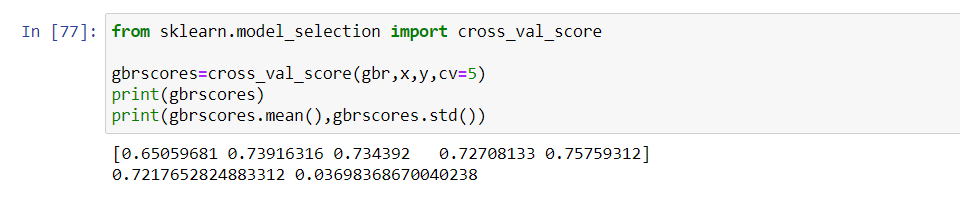 In [77]: from sklearn.model_selection import cross_val_score
gbrscores=cross_val_score(gbr,x,y,cv=5)
print(gbrscores)
print(gbrscores.mean(),gbrscores.std())
[0.65059681 0.73916316 0.734392   0.72708133 0.75759312]
0.7217652824883312 0.03698368670040238